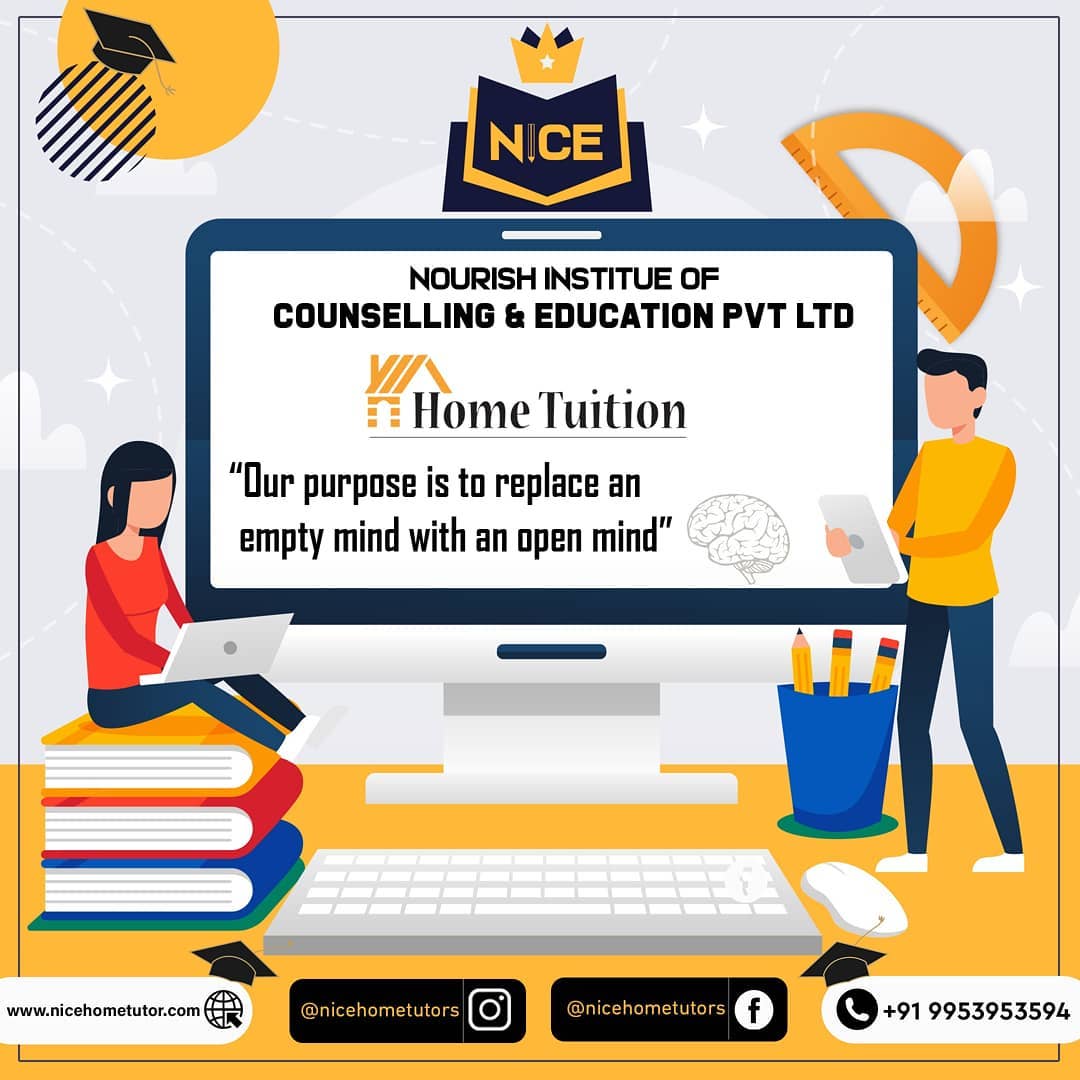 NICE
NOURISH INSTITUE OF
COUNSELLING & EDUCATION PVT LTD
Home Tuition
“Our purpose is to replace an
empty mind with an open mind”
www.nicehometutor.com
@nicehometutors
@nicehometutors
+91 9953953594